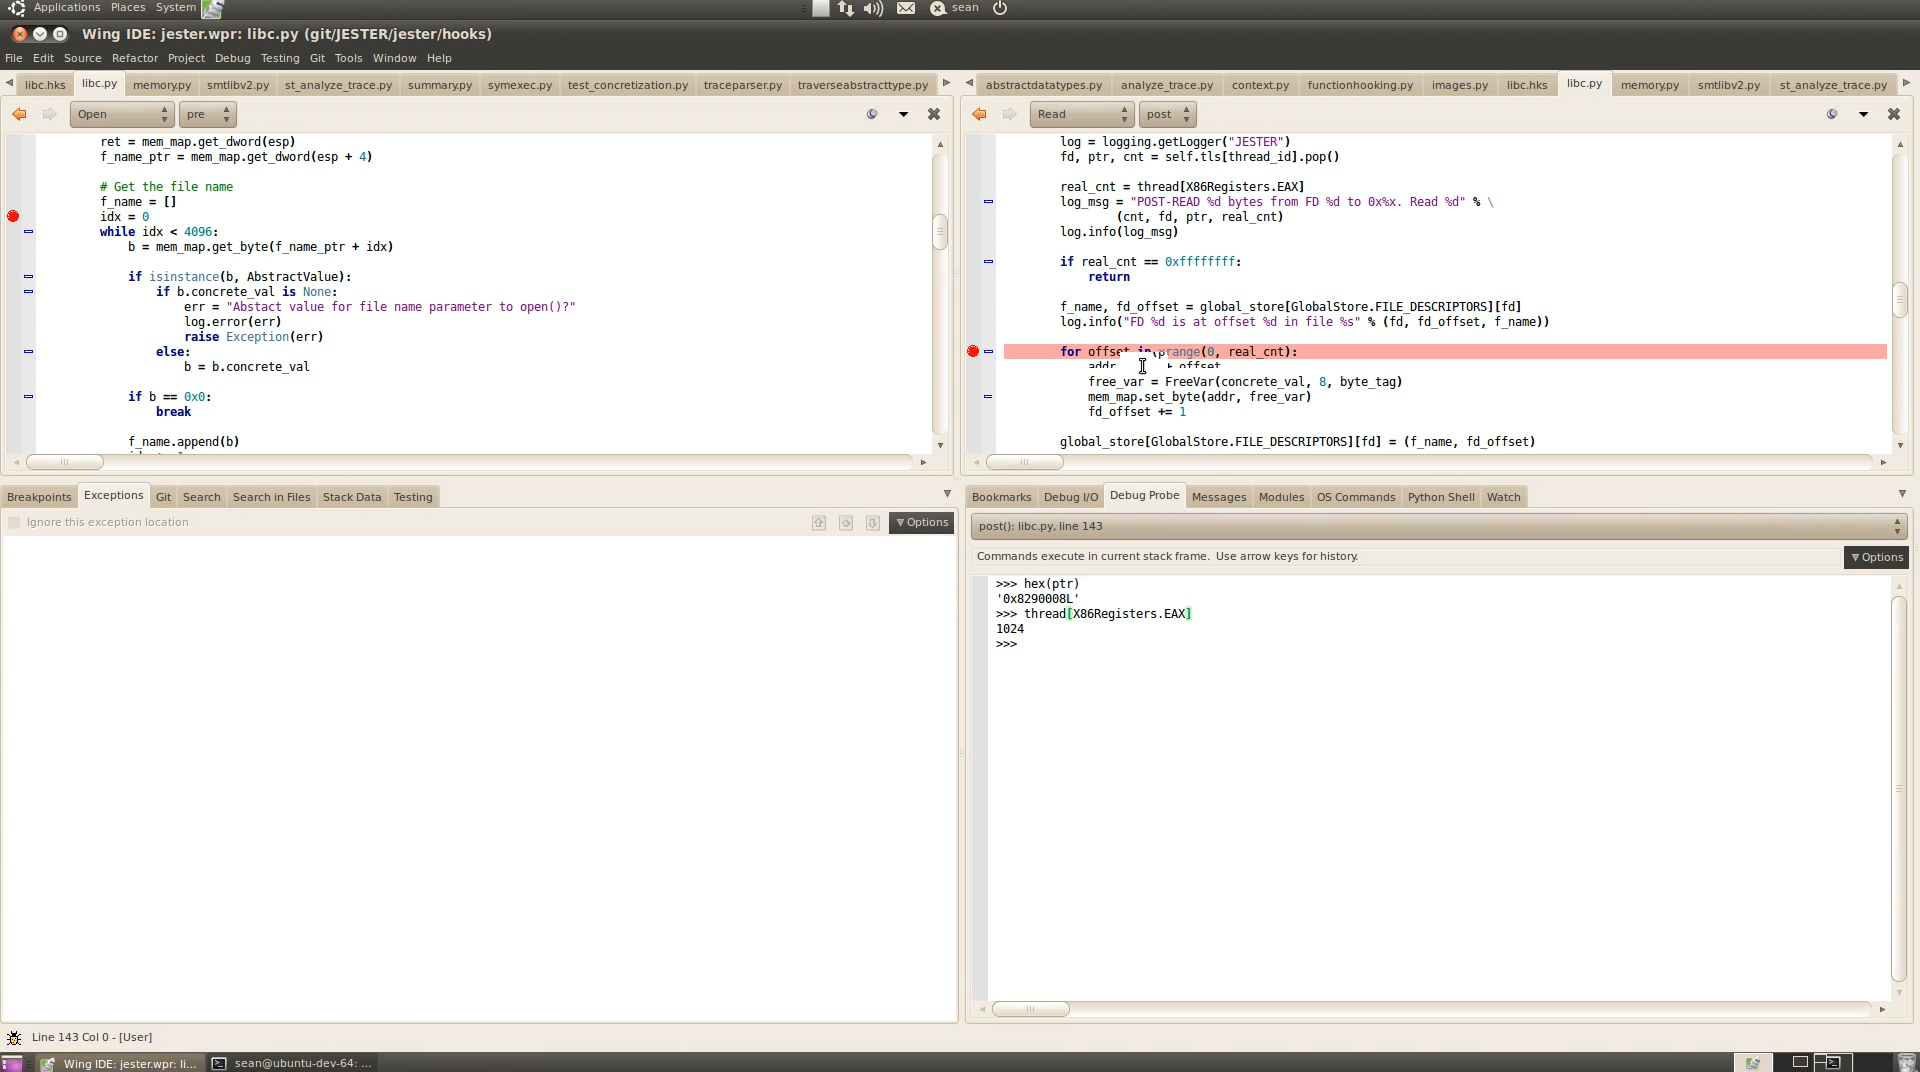 Applications Places System
sean
Wing IDE: jester.wpr: libc.py (git/JESTER/jester/hooks)
File Edit Source Refactor Project Debug Testing Git Tools Window Help
libc.hks libc.py memory.py smtlibv2.py st_analyze_trace.py summary.py symexec.py test_concretization.py traceparser.py traverseabstracttype.py
Open pre
ret = mem_map.get_dword(esp)
f_name_ptr = mem_map.get_dword(esp + 4)
# Get the file name
f_name = []
idx = 0
while idx < 4096:
b = mem_map.get_byte(f_name_ptr + idx)
if isinstance(b, AbstractValue):
if b.concrete_val is None:
err = "Abstact value for file name parameter to open()?"
log.error(err)
raise Exception(err)
else:
b = b.concrete_val
if b == 0x0:
break
f_name.append(b)
abstractdatatypes.py analyze_trace.py context.py functionhooking.py images.py libc.hks libc.py memory.py smtlibv2.py st_analyze_trace.py
Read post
log = logging.getLogger("JESTER")
fd, ptr, cnt = self.tls[thread_id].pop()
real_cnt = thread[X86Registers.EAX]
log_msg = "POST-READ %d bytes from FD %d to 0x%x. Read %d" % \
(cnt, fd, ptr, real_cnt)
log.info(log_msg)
if real_cnt == 0xffffffff:
return
f_name, fd_offset = global_store[GlobalStore.FILE_DESCRIPTORS][fd]
log.info("FD %d is at offset %d in file %s" % (fd, fd_offset, f_name))
for offset in range(0, real_cnt):
addr + offset
free_var = FreeVar(concrete_val, 8, byte_tag)
mem_map.set_byte(addr, free_var)
fd_offset += 1
global_store[GlobalStore.FILE_DESCRIPTORS][fd] = (f_name, fd_offset)
Breakpoints Exceptions Git Search Search in Files Stack Data Testing
Ignore this exception location Options
Bookmarks Debug I/O Debug Probe Messages Modules OS Commands Python Shell Watch
post(): libc.py, line 143
Commands execute in current stack frame. Use arrow keys for history. Options
>>> hex(ptr)
'0x8290008L'
>>> thread[X86Registers.EAX]
1024
>>>
Line 143 Col 0 - [User]
Wing IDE: jester.wpr: li... sean@ubuntu-dev-64: ...